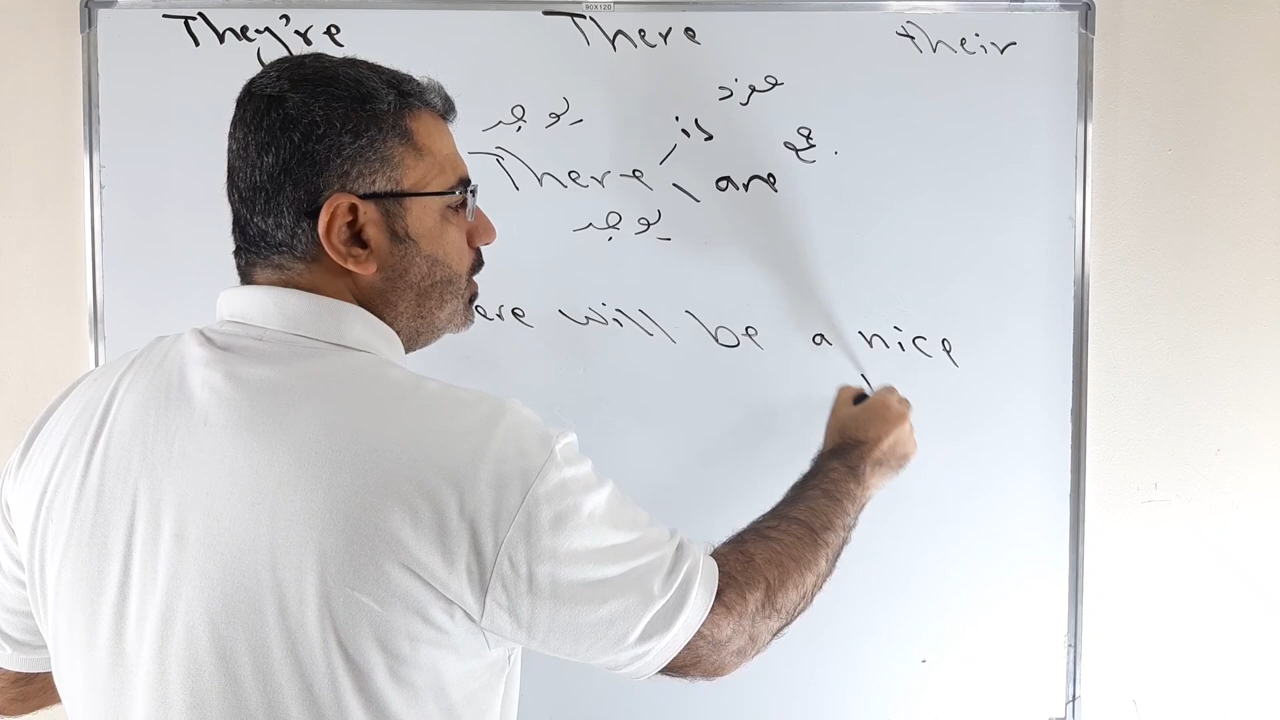 90X120
They're There their
يوجد is مفرد
There are جمع.
يوجد
ere will be a nice